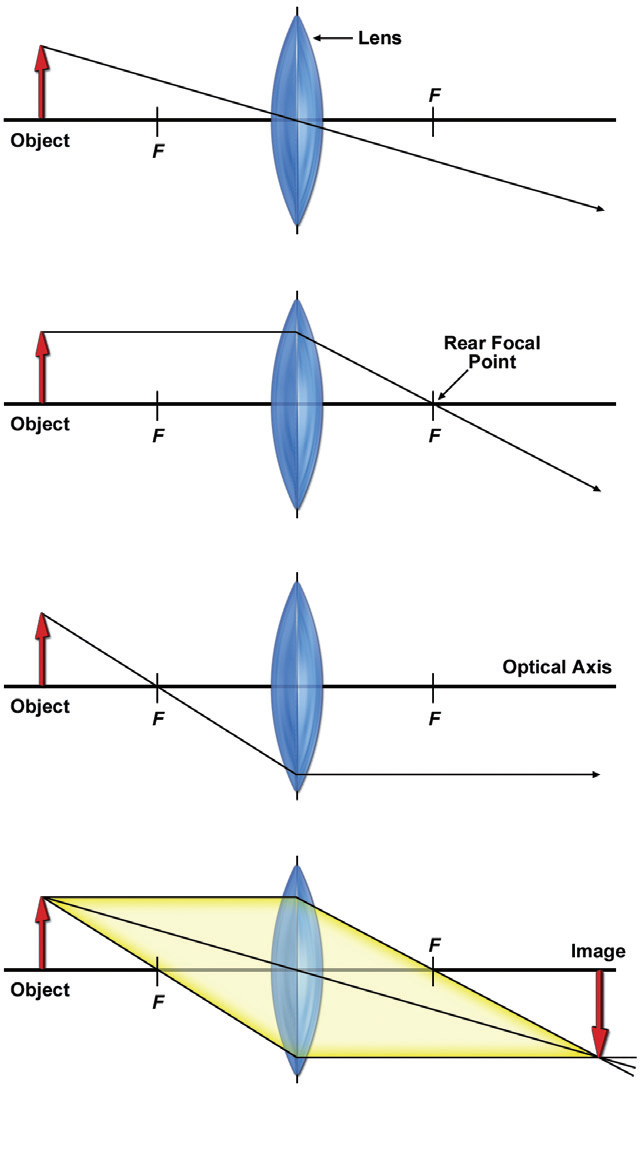 Lens
F
Object
F
Rear Focal
Point
Object
F
F
Optical Axis
Object
F
F
F
Image
Object
F